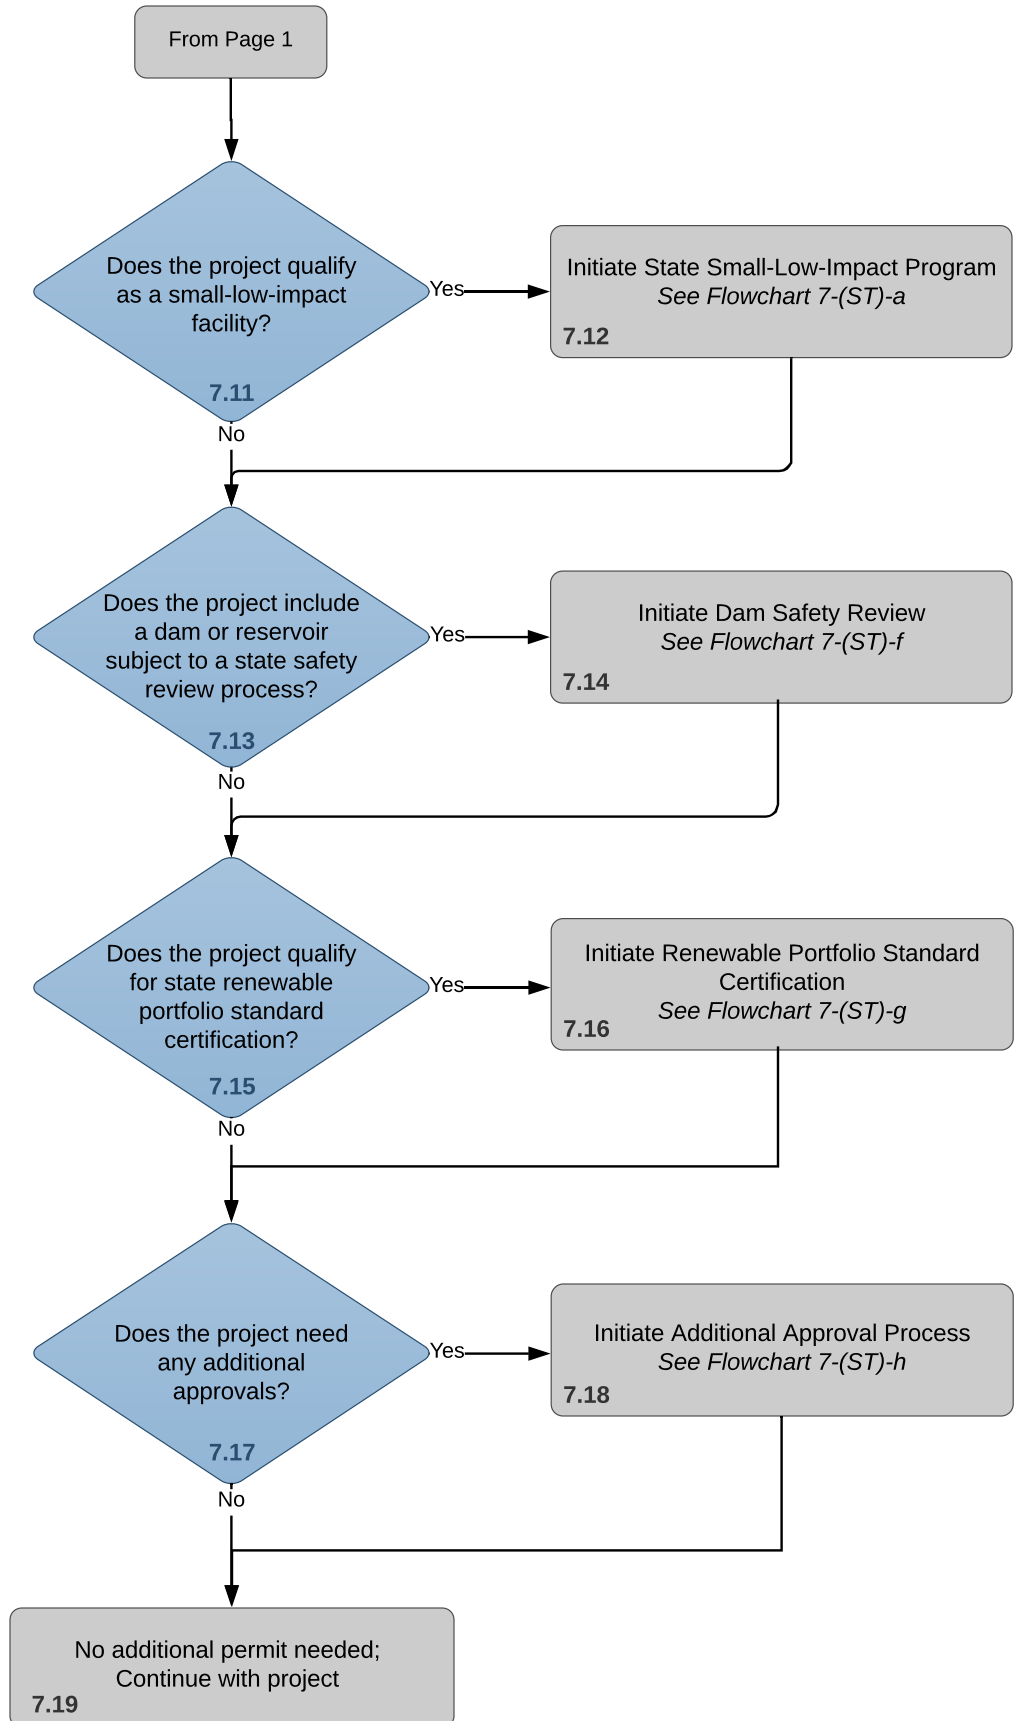 From Page 1
Does the project qualify
as a small-low-impact
facility?
7.11
Yes
Initiate State Small-Low-Impact Program
See Flowchart 7-(ST)-a
7.12
No
Does the project include
a dam or reservoir
subject to a state safety
review process?
7.13
Yes
Initiate Dam Safety Review
See Flowchart 7-(ST)-f
7.14
No
Does the project qualify
for state renewable
portfolio standard
certification?
7.15
Yes
Initiate Renewable Portfolio Standard
Certification
See Flowchart 7-(ST)-g
7.16
No
Does the project need
any additional
approvals?
7.17
Yes
Initiate Additional Approval Process
See Flowchart 7-(ST)-h
7.18
No
No additional permit needed;
Continue with project
7.19